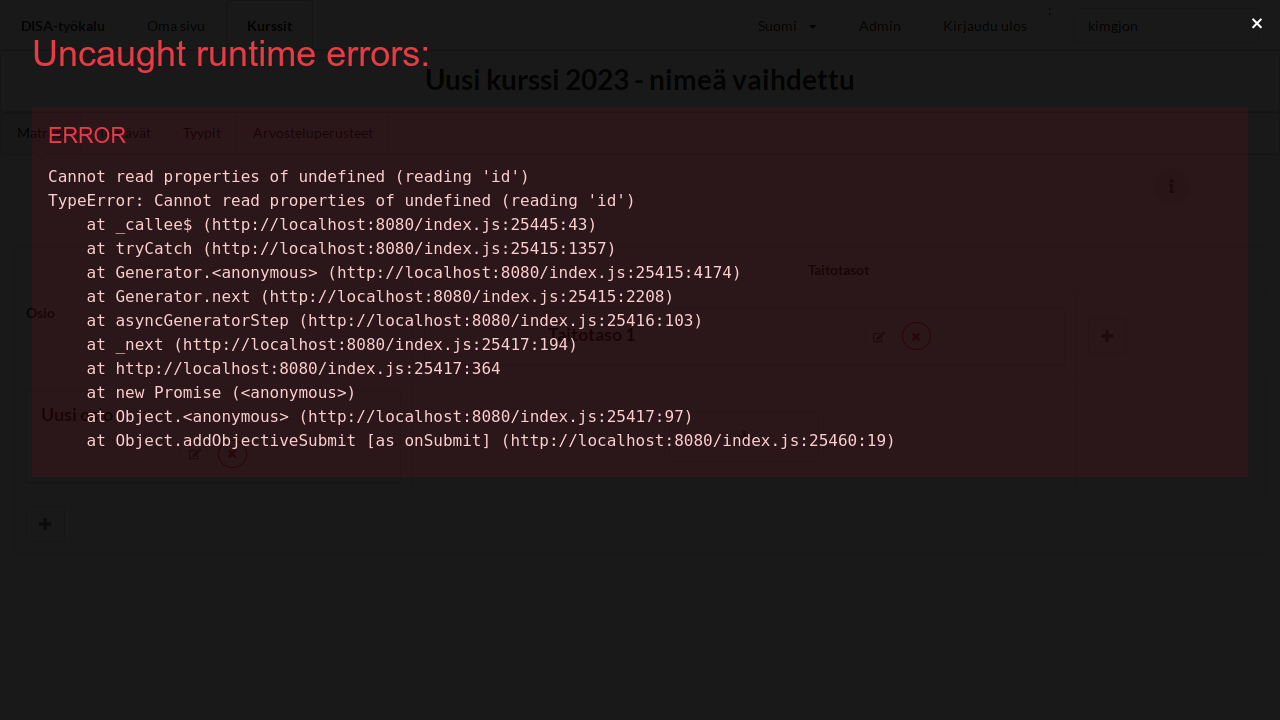 DISA-työkalu Oma sivu Kurssit Suomi Admin Kirjaudu ulos kimgjon
Uncaught runtime errors:
Uusi kurssi 2023 - nimeä vaihdettu
Tyypit Arvosteluperusteet
ERROR
Cannot read properties of undefined (reading 'id')
TypeError: Cannot read properties of undefined (reading 'id')
at _callee$ (http://localhost:8080/index.js:25445:43)
at tryCatch (http://localhost:8080/index.js:25415:1357)
at Generator.<anonymous> (http://localhost:8080/index.js:25415:4174)
Taitotasot
at Generator.next (http://localhost:8080/index.js:25415:2208)
Osio
at asyncGeneratorStep (http://localhost:8080/index.js:25416:103)
Taitotaso 1
at _next (http://localhost:8080/index.js:25417:194)
at http://localhost:8080/index.js:25417:364
at new Promise (<anonymous>)
Uusi
at Object.<anonymous> (http://localhost:8080/index.js:25417:97)
at Object.addObjectiveSubmit [as onSubmit] (http://localhost:8080/index.js:25460:19)